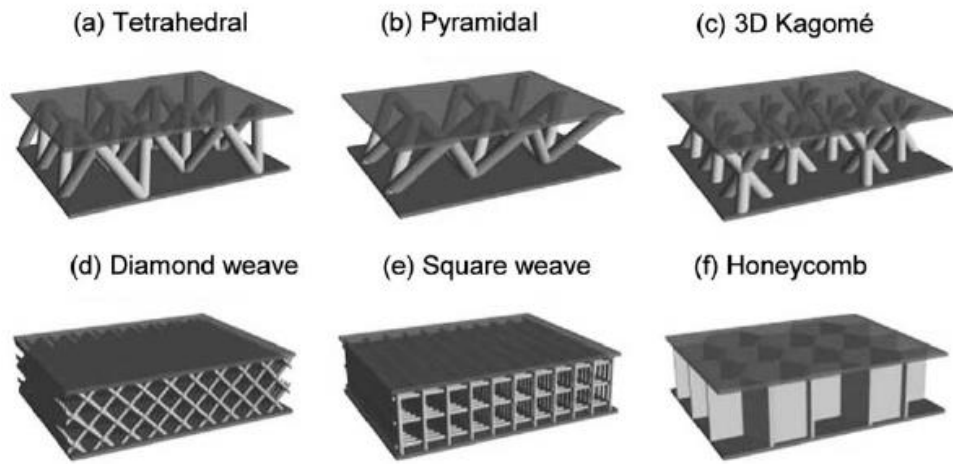 (a) Tetrahedral
(b) Pyramidal
(c) 3D Kagomé
(d) Diamond weave
(e) Square weave
(f) Honeycomb